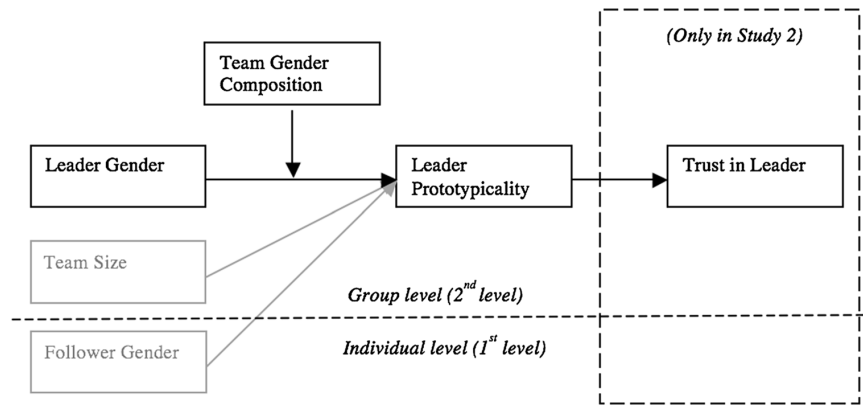 (Only in Study 2)
Team Gender
Composition
Leader Gender
Leader
Prototypicality
Trust in Leader
Team Size
Group level (2nd level)
Follower Gender
Individual level (1st level)